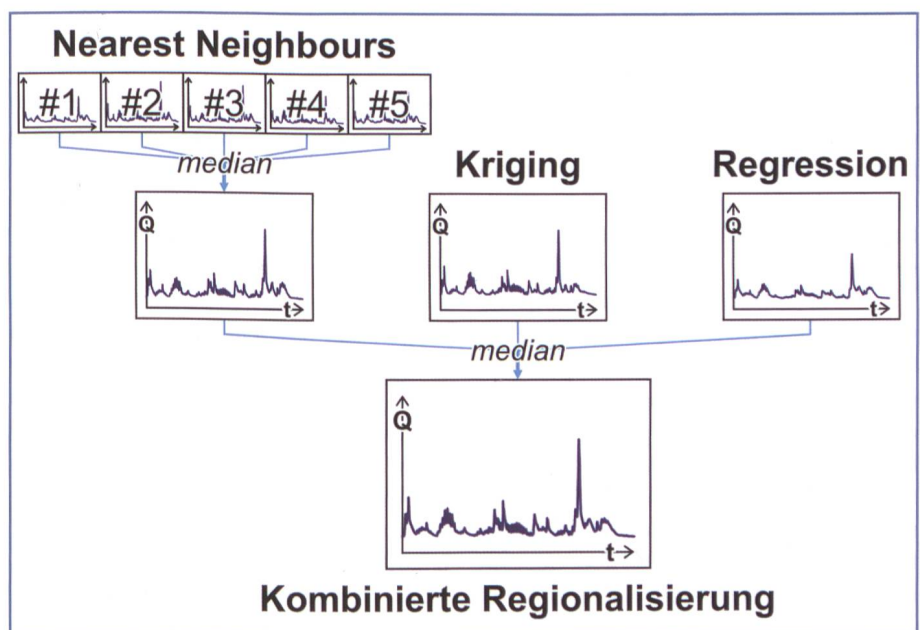 Nearest Neighbours
#1 #2 #3 #4 #5
median
Kriging
Regression
Q
t
Q
t
Q
t
median
Q
t
Kombinierte Regionalisierung